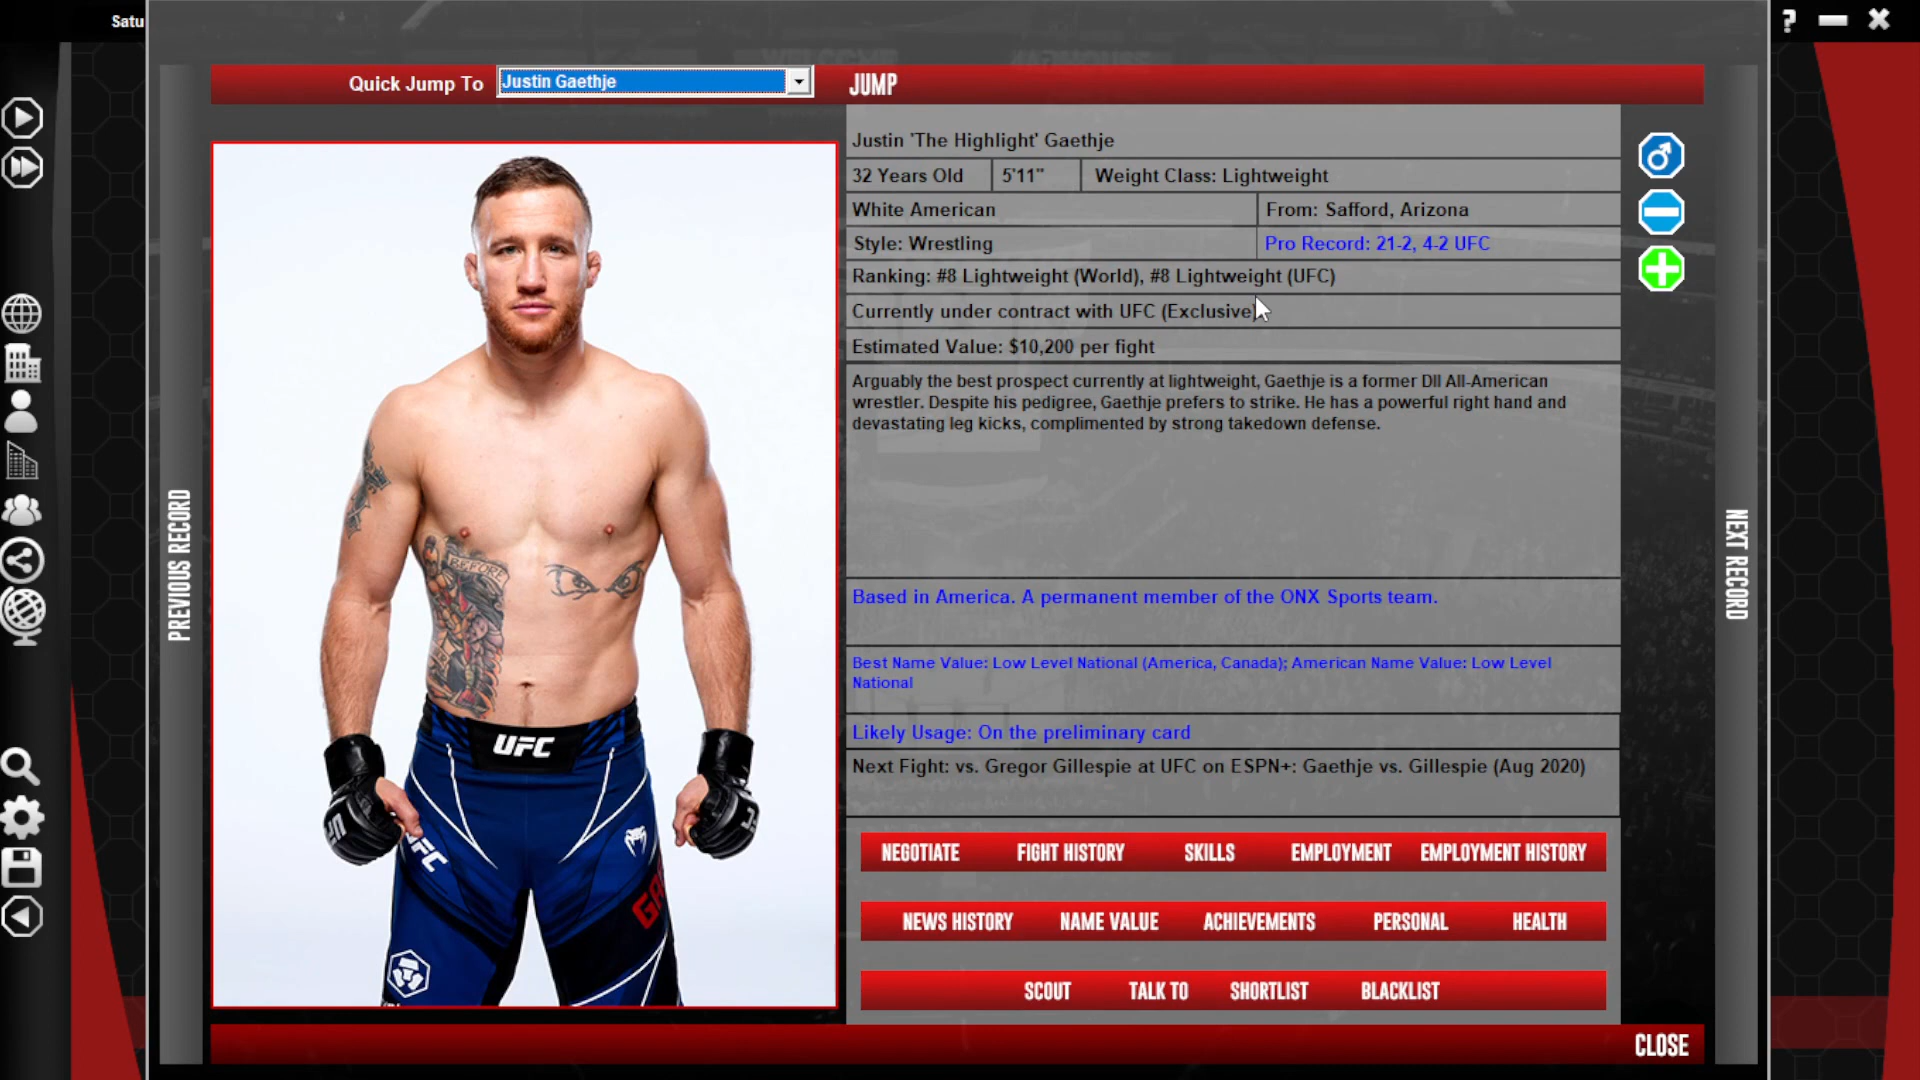 Satu
Quick Jump To
Justin Gaethje
JUMP
Justin 'The Highlight' Gaethje
32 Years Old
5'11"
Weight Class: Lightweight
White American
From: Safford, Arizona
Style: Wrestling
Pro Record: 21-2, 4-2 UFC
Ranking: #8 Lightweight (World), #8 Lightweight (UFC)
Currently under contract with UFC (Exclusive)
Estimated Value: $10,200 per fight
Arguably the best prospect currently at lightweight, Gaethje is a former DII All-American
wrestler. Despite his pedigree, Gaethje prefers to strike. He has a powerful right hand and
devastating leg kicks, complimented by strong takedown defense.
Based in America. A permanent member of the ONX Sports team.
Best Name Value: Low Level National (America, Canada); American Name Value: Low Level
National
Likely Usage: On the preliminary card
Next Fight: vs. Gregor Gillespie at UFC on ESPN+: Gaethje vs. Gillespie (Aug 2020)
NEGOTIATE
FIGHT HISTORY
SKILLS
EMPLOYMENT
EMPLOYMENT HISTORY
NEWS HISTORY
NAME VALUE
ACHIEVEMENTS
PERSONAL
HEALTH
SCOUT
TALK TO
SHORTLIST
BLACKLIST
CLOSE
PREVIOUS RECORD
NEXT RECORD
BEFORE
UFC
UFC